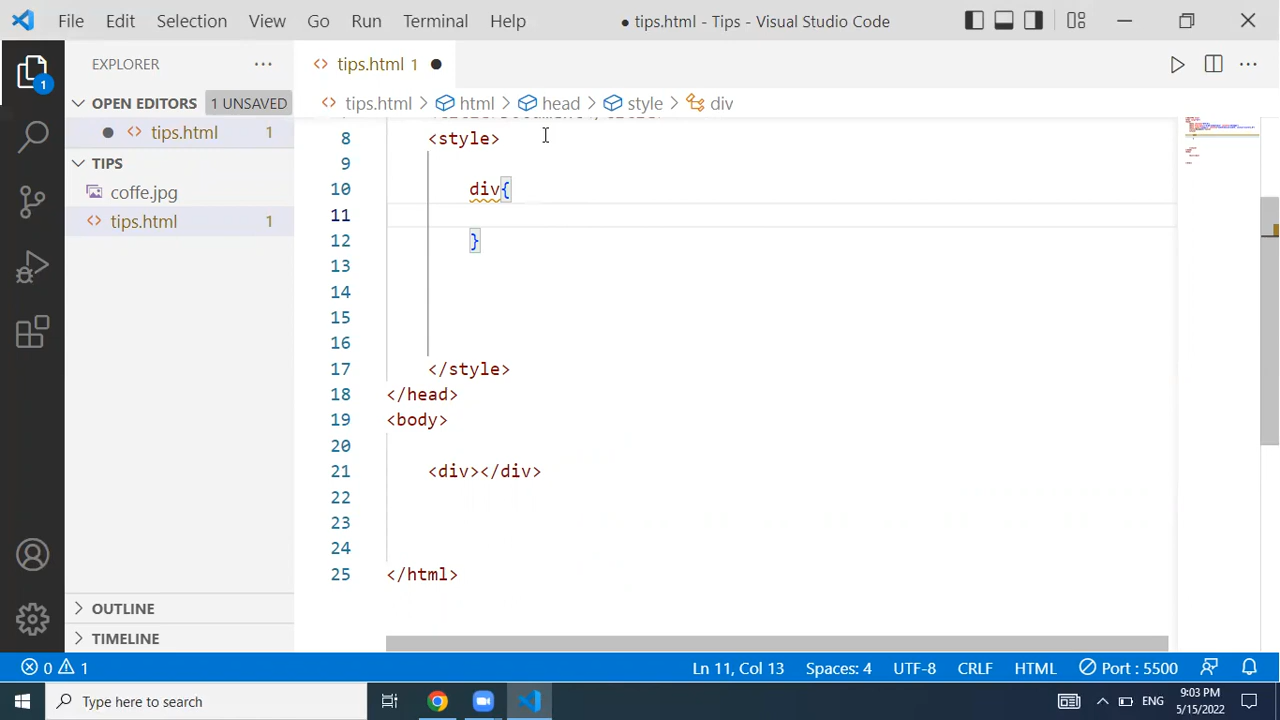 File Edit Selection View Go Run Terminal Help
● tips.html - Tips - Visual Studio Code
EXPLORER
tips.html 1
OPEN EDITORS 1 UNSAVED
tips.html > html > head > style > div
tips.html 1
TIPS
coffe.jpg
tips.html 1
8 <style>
9
10 div{
11
12 }
13
14
15
16
17 </style>
18 </head>
19 <body>
20
21 <div></div>
22
23
24
25 </html>
OUTLINE
TIMELINE
0 1 Ln 11, Col 13 Spaces: 4 UTF-8 CRLF HTML Port : 5500
Type here to search
ENG
9:03 PM
5/15/2022
1